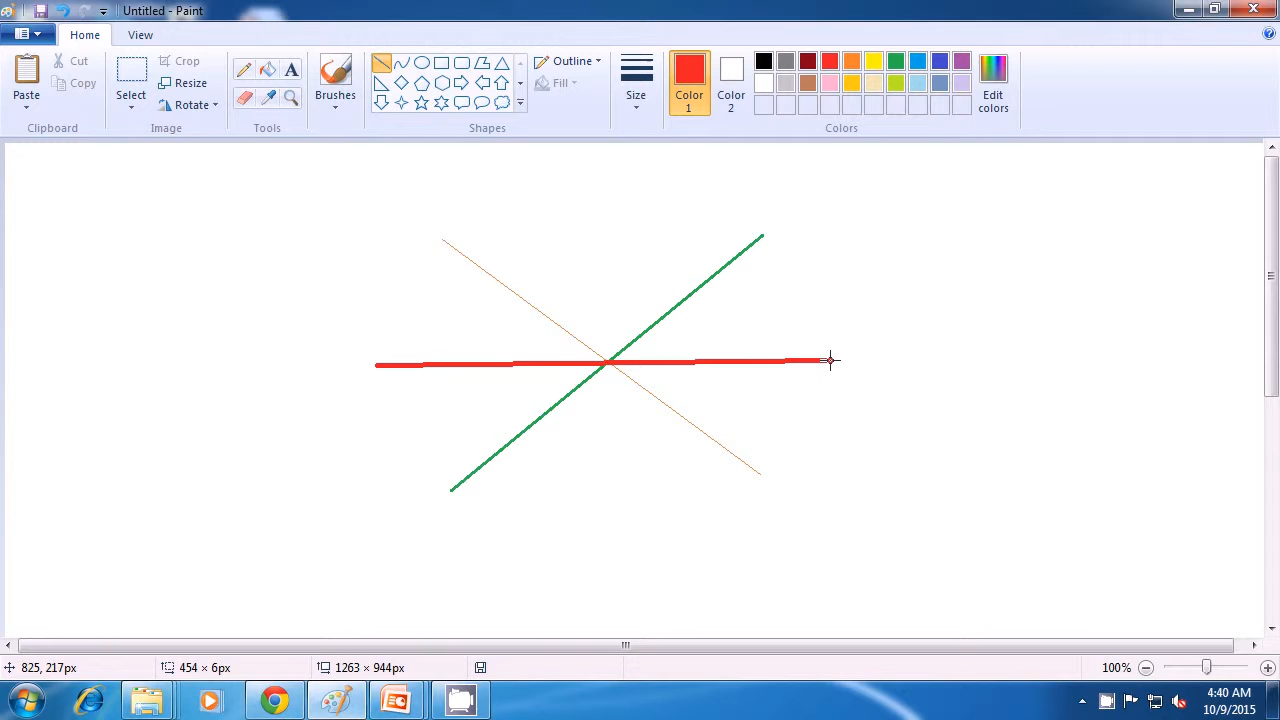 Untitled - Paint
Home
View
Paste
Cut
Copy
Clipboard
Select
Crop
Resize
Rotate
Image
A
Tools
Brushes
Shapes
Outline
Fill
Size
Color 1
Color 2
Edit colors
Colors
825, 217px
454 × 6px
1263 × 944px
100%
4:40 AM
10/9/2015